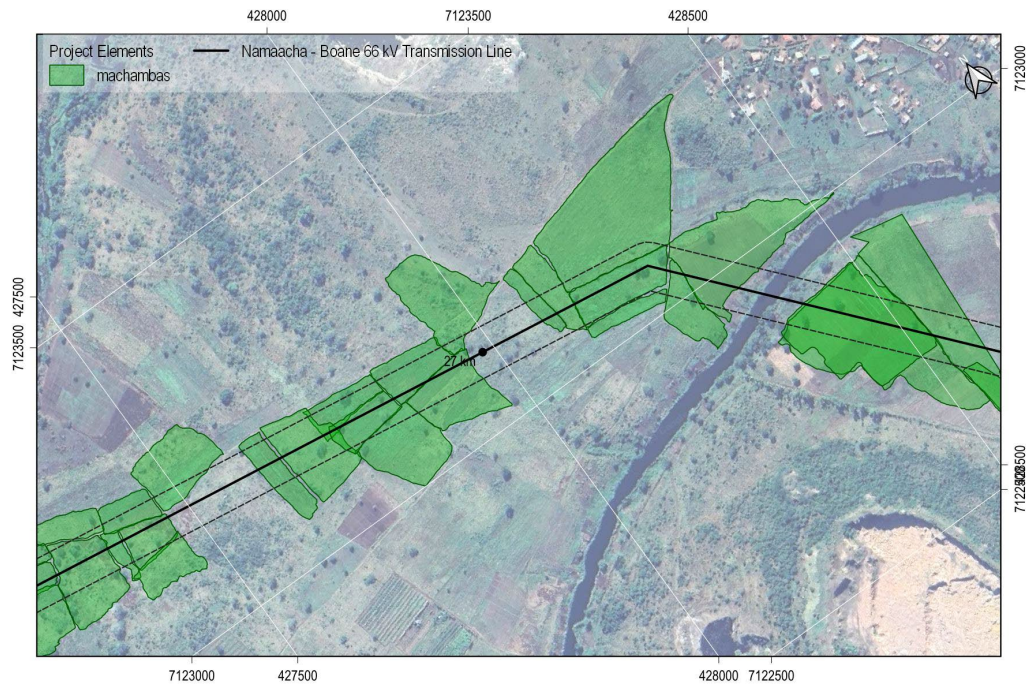 428000 7123500 428500
Project Elements Namaacha - Boane 66 kV Transmission Line
machambas
7123000
427500
7123500
27 km
7123000 427500 428000 7122500